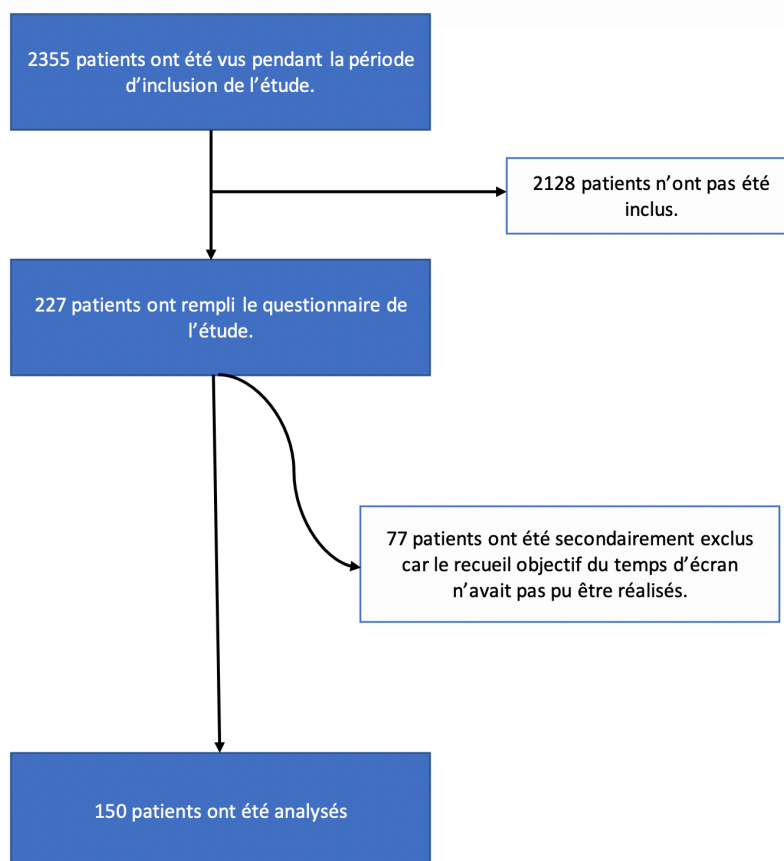 2355 patients ont été vus pendant la période
d’inclusion de l’étude.
2128 patients n’ont pas été
inclus.
227 patients ont rempli le questionnaire de
l’étude.
77 patients ont été secondairement exclus
car le recueil objectif du temps d’écran
n’avait pas pu être réalisés.
150 patients ont été analysés